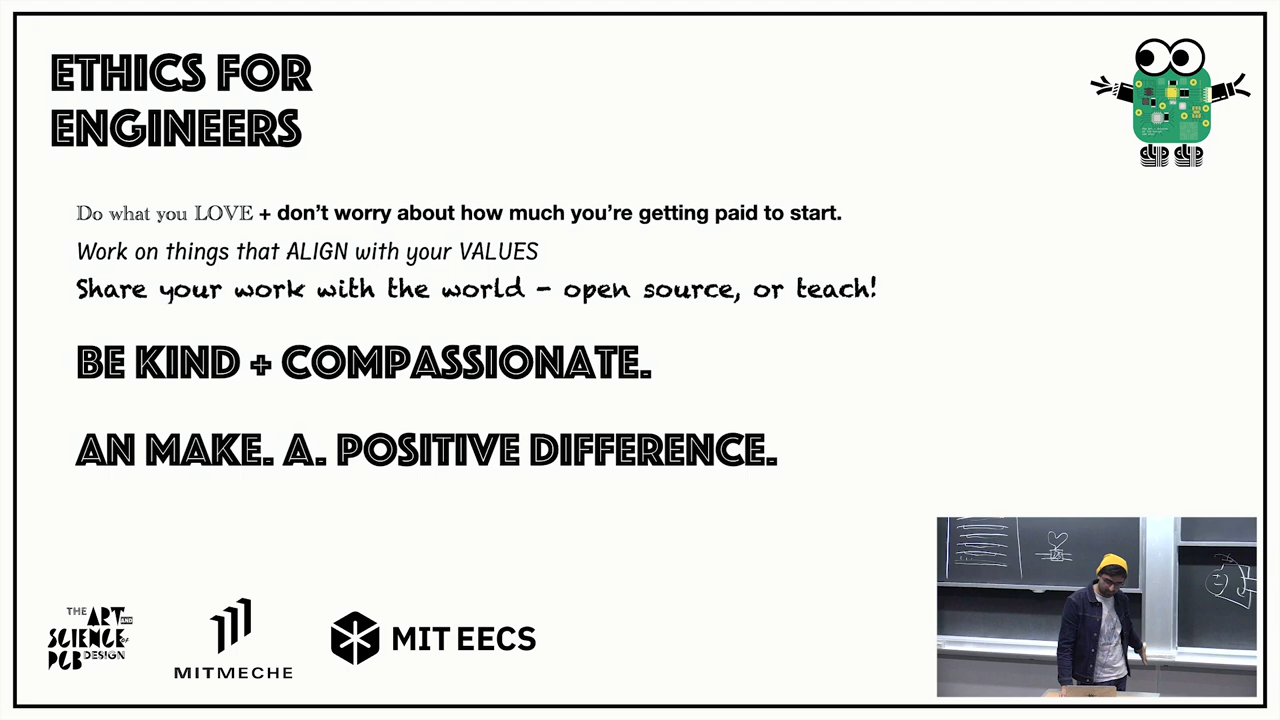 ETHICS FOR
ENGINEERS
Do what you LOVE + don't worry about how much you're getting paid to start.
Work on things that ALIGN with your VALUES
Share your work with the world - open source, or teach!
BE KIND + COMPASSIONATE.
AN MAKE. A. POSITIVE DIFFERENCE.
THE ART AND
SCIENCE OF
PCB DESIGN
MITMECHE
MIT EECS